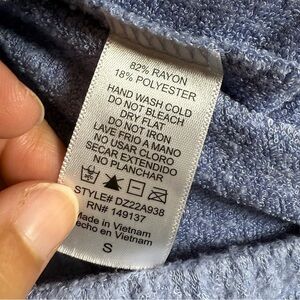 82% RAYON
18% POLYESTER
HAND WASH COLD
DO NOT BLEACH
DRY FLAT
DO NOT IRON
LAVE FRIO A MANO
NO USAR CLORO
SECAR EXTENDIDO
NO PLANCHAR
STYLE# DZ22A938
RN# 149137
Made in Vietnam
echo en Vietnam
S